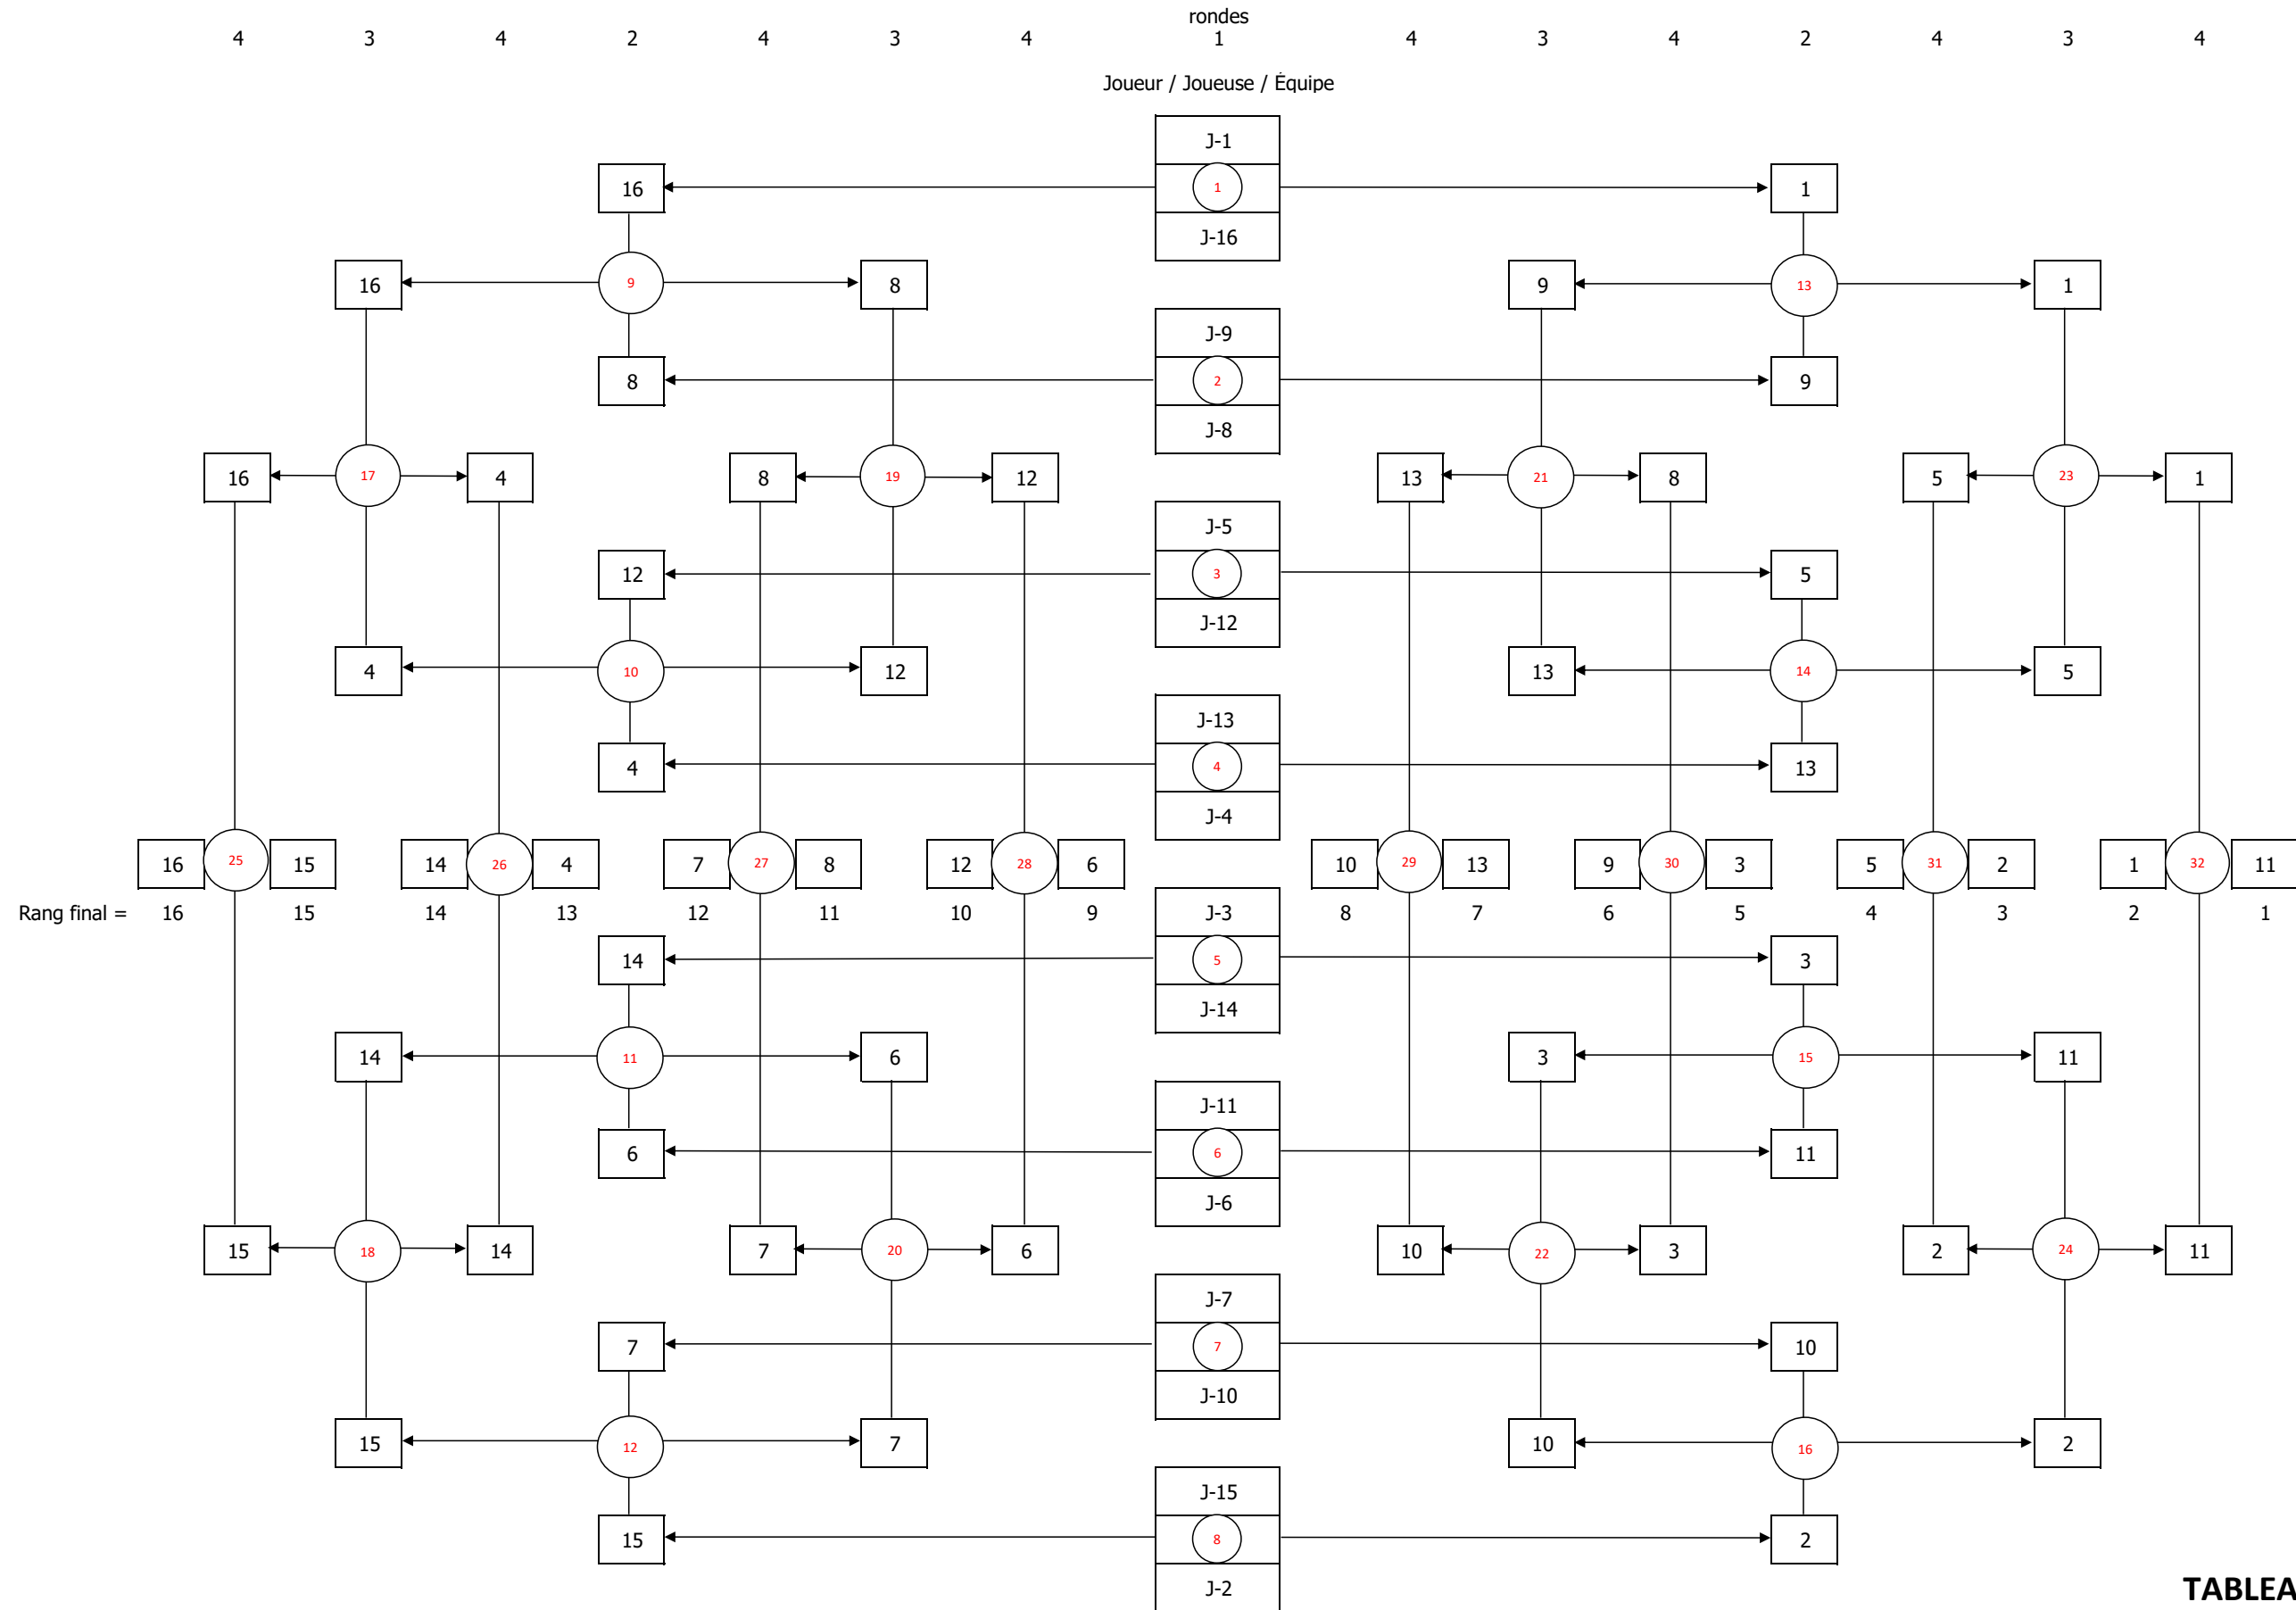 rondes
4 3 4 2 4 3 4 1 4 3 4 2 4 3 4
Joueur / Joueuse / Équipe
J-1
16 1 1
J-16
16 9 8 9 13 1
J-9
8 2 9
J-8
16 17 4 8 19 12 13 21 8 5 23 1
J-5
12 3 5
J-12
4 10 12 13 14 5
J-13
4 4 13
J-4
16 25 15 14 26 4 7 27 8 12 28 6 10 29 13 9 30 3 5 31 2 1 32 11
Rang final = 16 15 14 13 12 11 10 9 J-3 8 7 6 5 4 3 2 1
14 5 3
J-14
14 11 6 3 15 11
J-11
6 6 11
J-6
15 18 14 7 20 6 10 22 3 2 24 11
J-7
7 7 10
J-10
15 12 7 10 16 2
J-15
15 8 2
J-2
TABLEA